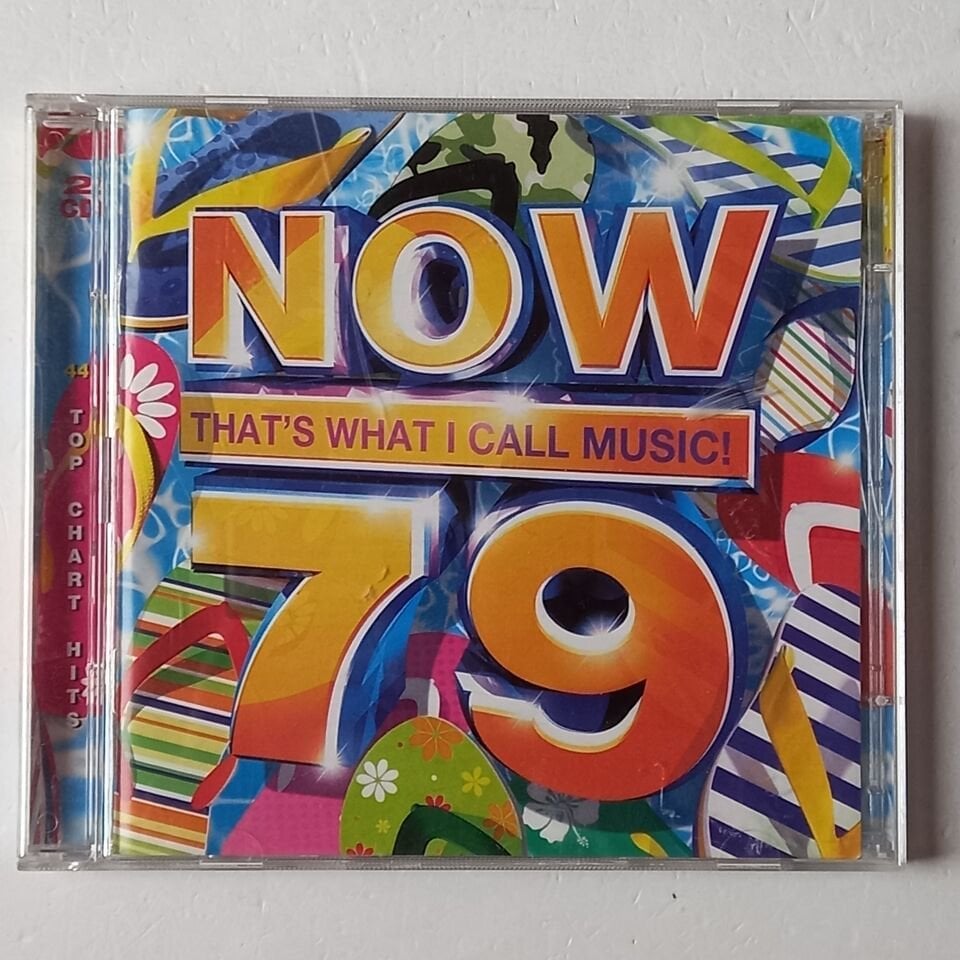 2
CD
44
TOP CHART HITS
NOW
THAT'S WHAT I CALL MUSIC!
79